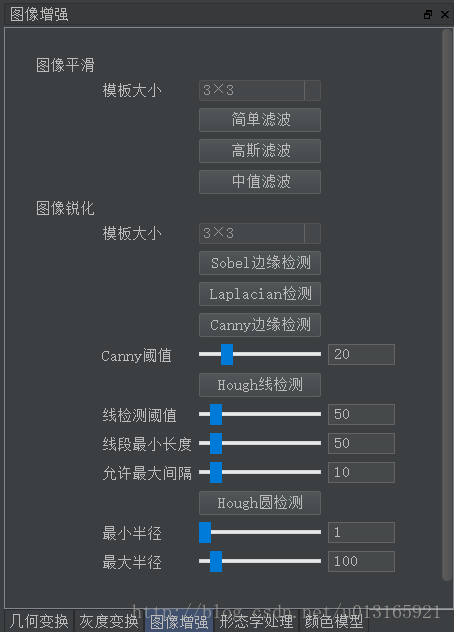 图像增强
图像平滑
模板大小 3×3
简单滤波
高斯滤波
中值滤波
图像锐化
模板大小 3×3
Sobel边缘检测
Laplacian检测
Canny边缘检测
Canny阈值 20
Hough线检测
线检测阈值 50
线段最小长度 50
允许最大间隔 10
Hough圆检测
最小半径 1
最大半径 100
http://blog.csdn.net/u013165921
几何变换 灰度变换 图像增强 形态学处理 颜色模型